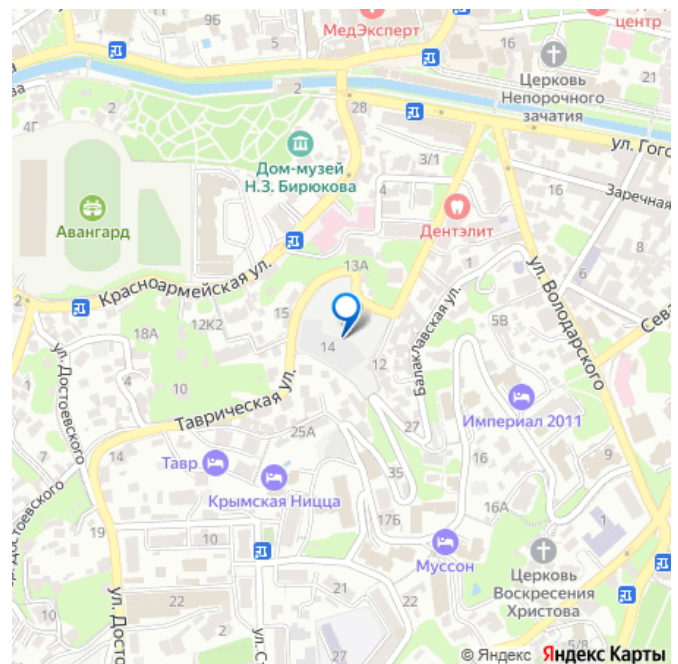 9Б
МедЭксперт
16
центр
Церковь
Непорочного
зачатия
21
2
2
28
4Г
ул. Гого
3/1
Дом-музей
Н.З. Бирюкова
4
16
Заречная
Авангард
Дентэлит
8
13А
1
6
Красноармейская ул.
15
2
12К2
18А
14
12
5В
Балаклавская ул.
ул. Володарского
Сева
4
10
ул. Достоевского
Таврическая ул.
Империал 2011
25А
27
7
14
Тавр
35
16
9
Крымская Ницца
16А
17Б
19
10
1
Муссон
Церковь
Воскресения
Христова
21
22
22
ул. Досто
ул. С
27
5/8
© Яндекс Яндекс Карты